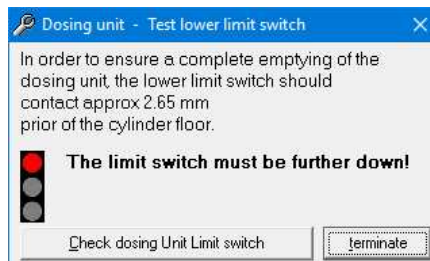 Dosing unit - Test lower limit switch
In order to ensure a complete emptying of the
dosing unit, the lower limit switch should
contact approx 2.65 mm
prior of the cylinder floor.
The limit switch must be further down!
Check dosing Unit Limit switch
terminate